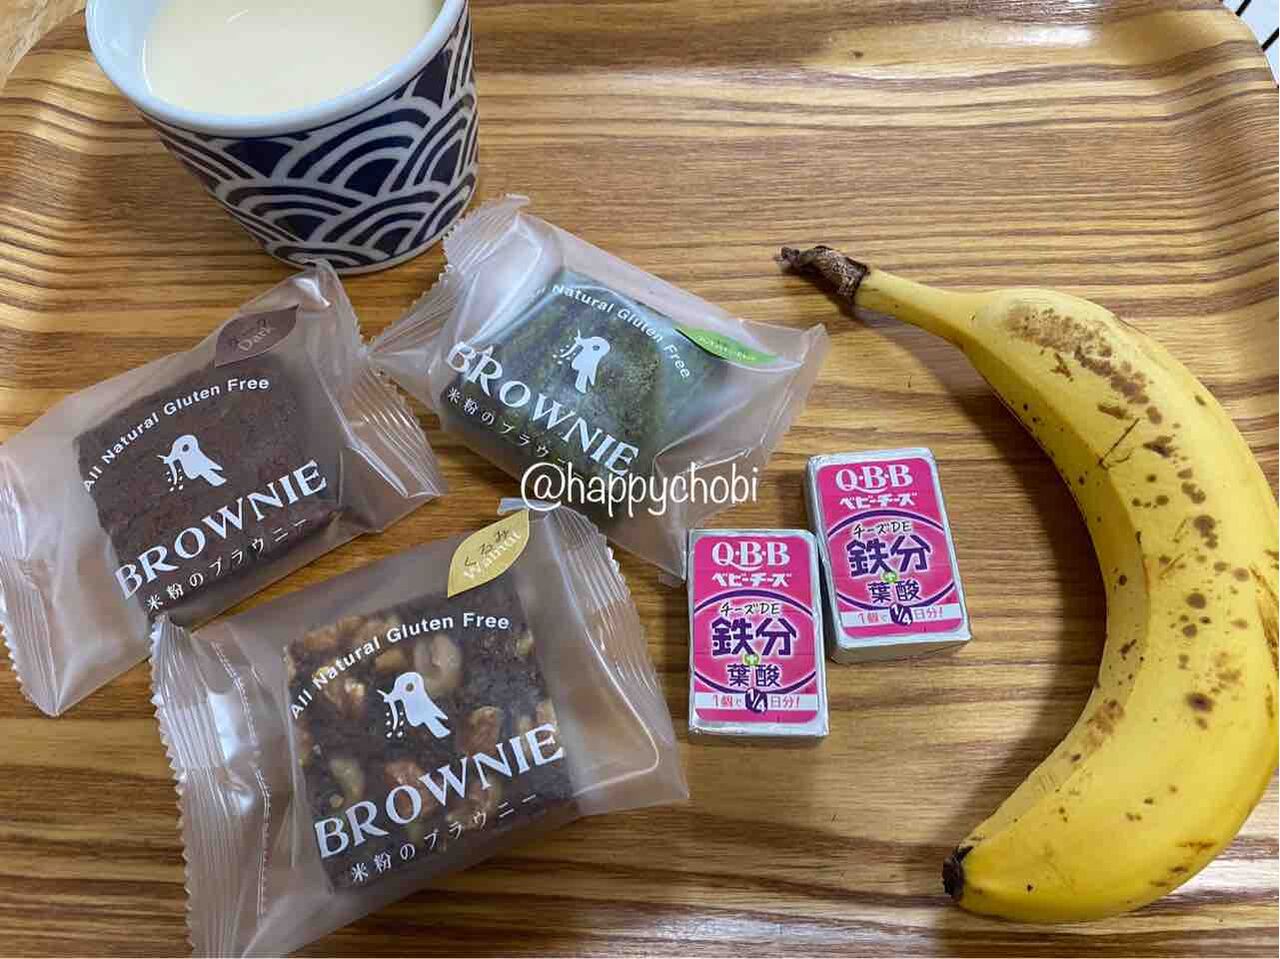 ダーク
Dark
All Natural Gluten Free
BROWNIE
米粉のブラウニー
Natural Gluten Free
BROWNIE
米粉のブラウ
@happychobi
くるみ
Walnut
All Natural Gluten Free
BROWNIE
米粉のブラウニー
Q・B・B
ベビーチーズ
チーズDE
鉄分
+
葉酸
1個で1/4日分!
Q・B・B
ベビーチーズ
チーズDE
鉄分
+
葉酸
1個で1/4日分!